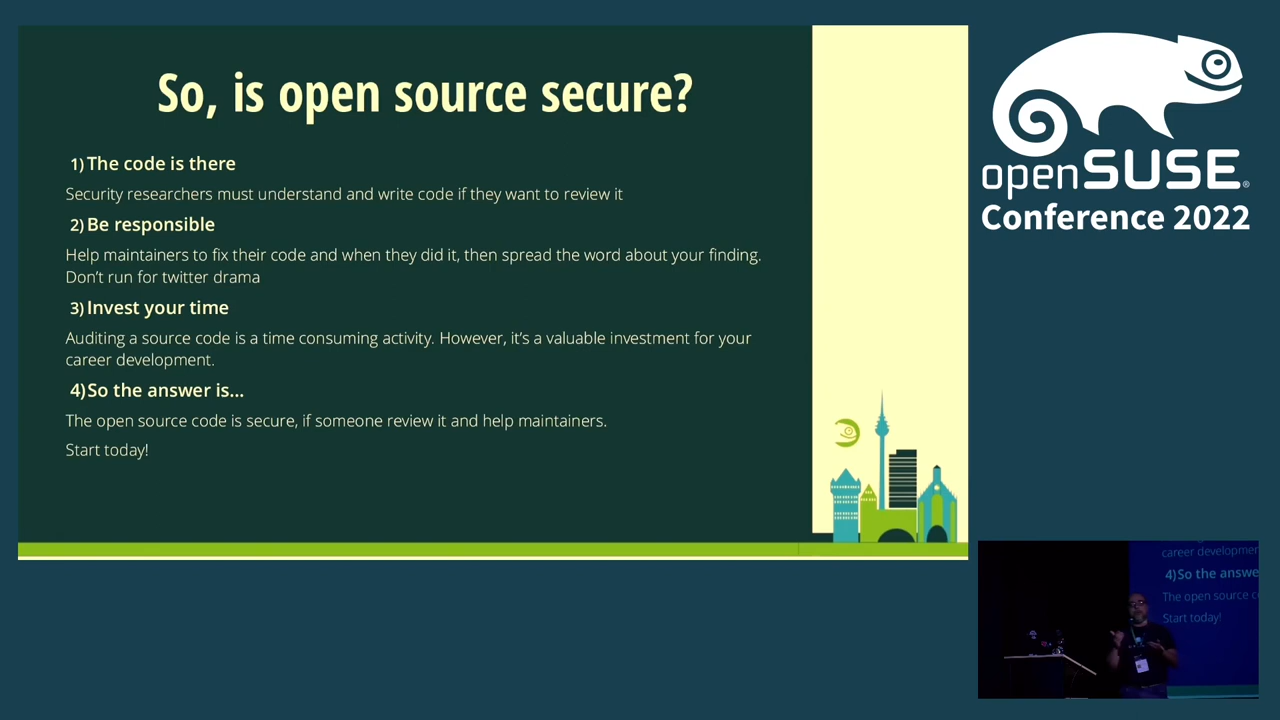 So, is open source secure?
1) The code is there
Security researchers must understand and write code if they want to review it
2) Be responsible
Help maintainers to fix their code and when they did it, then spread the word about your finding.
Don't run for twitter drama
3) Invest your time
Auditing a source code is a time consuming activity. However, it's a valuable investment for your
career development.
4)So the answer is...
The open source code is secure, if someone review it and help maintainers.
Start today!
openSUSE®
Conference 2022
career developmen
4)So the answe
The open source c
Start today!